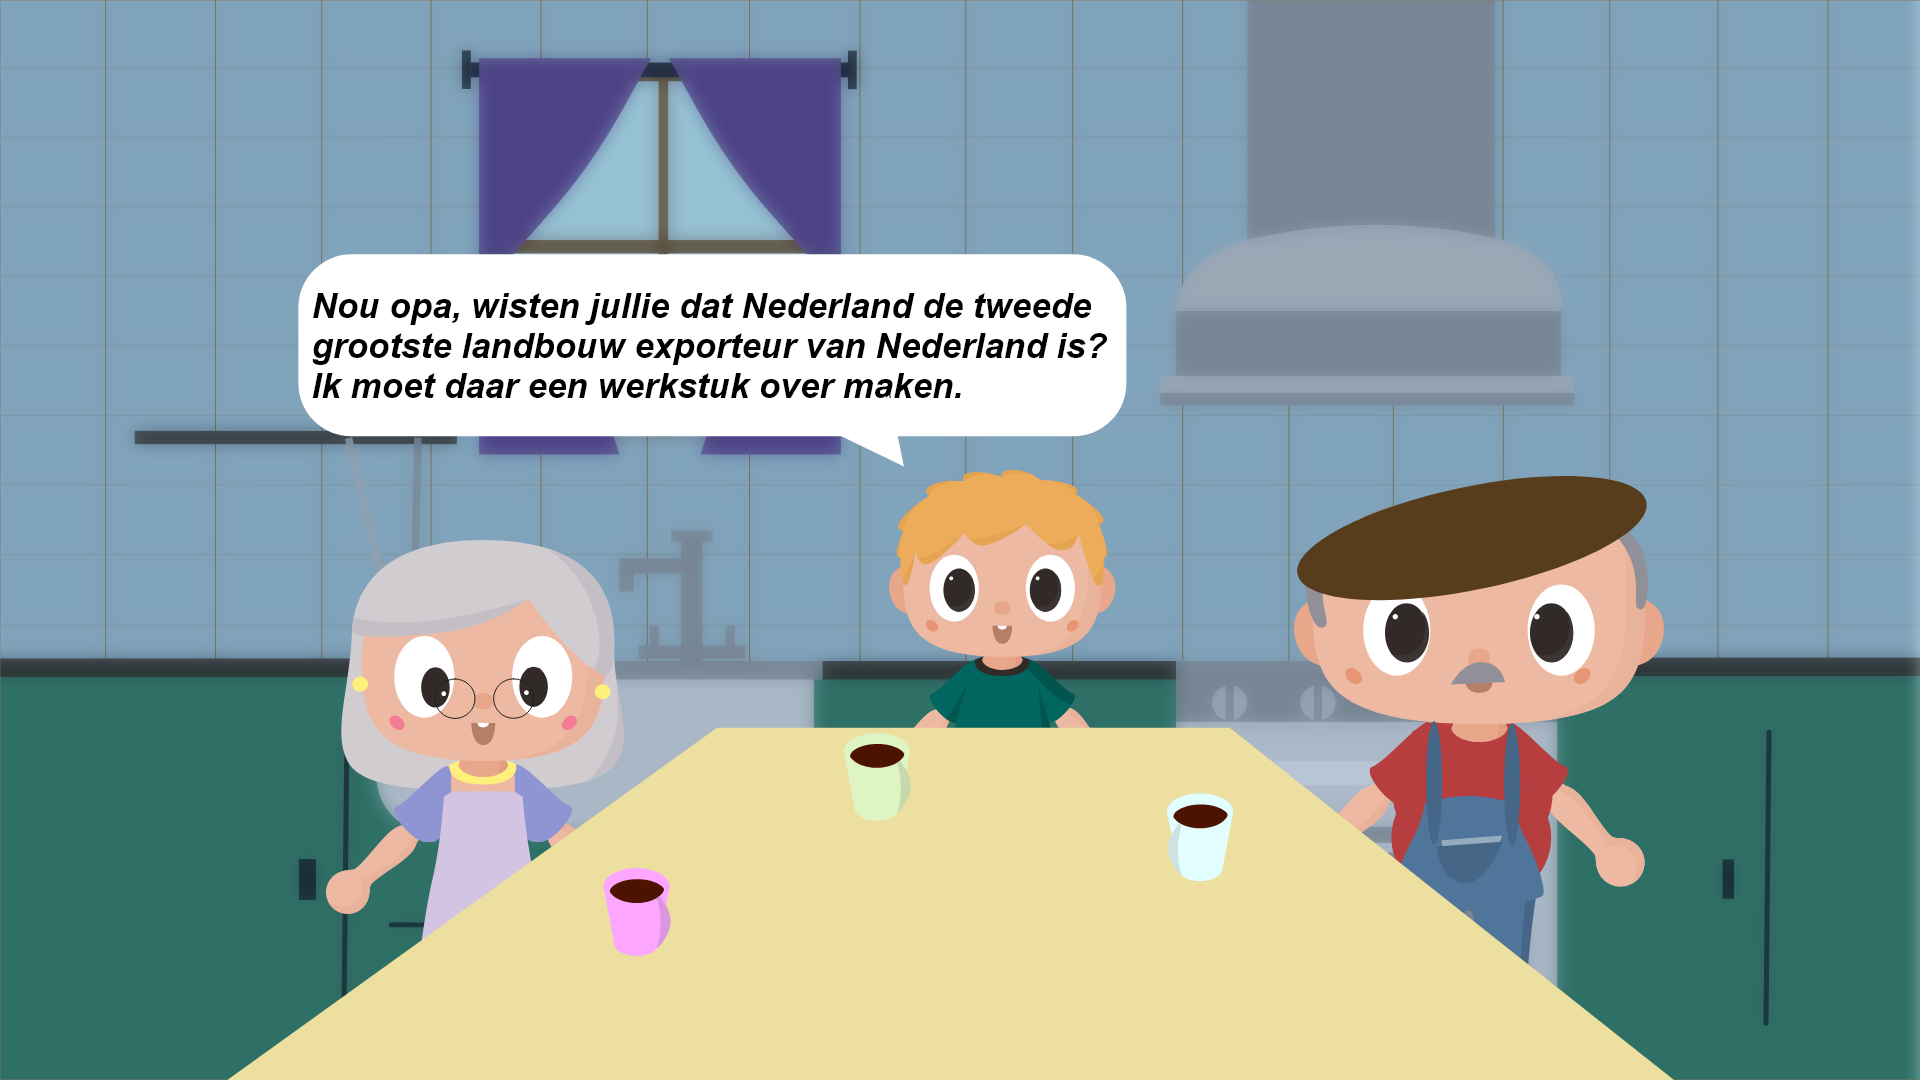 Nou opa, wisten jullie dat Nederland de tweede
grootste landbouw exporteur van Nederland is?
Ik moet daar een werkstuk over maken.